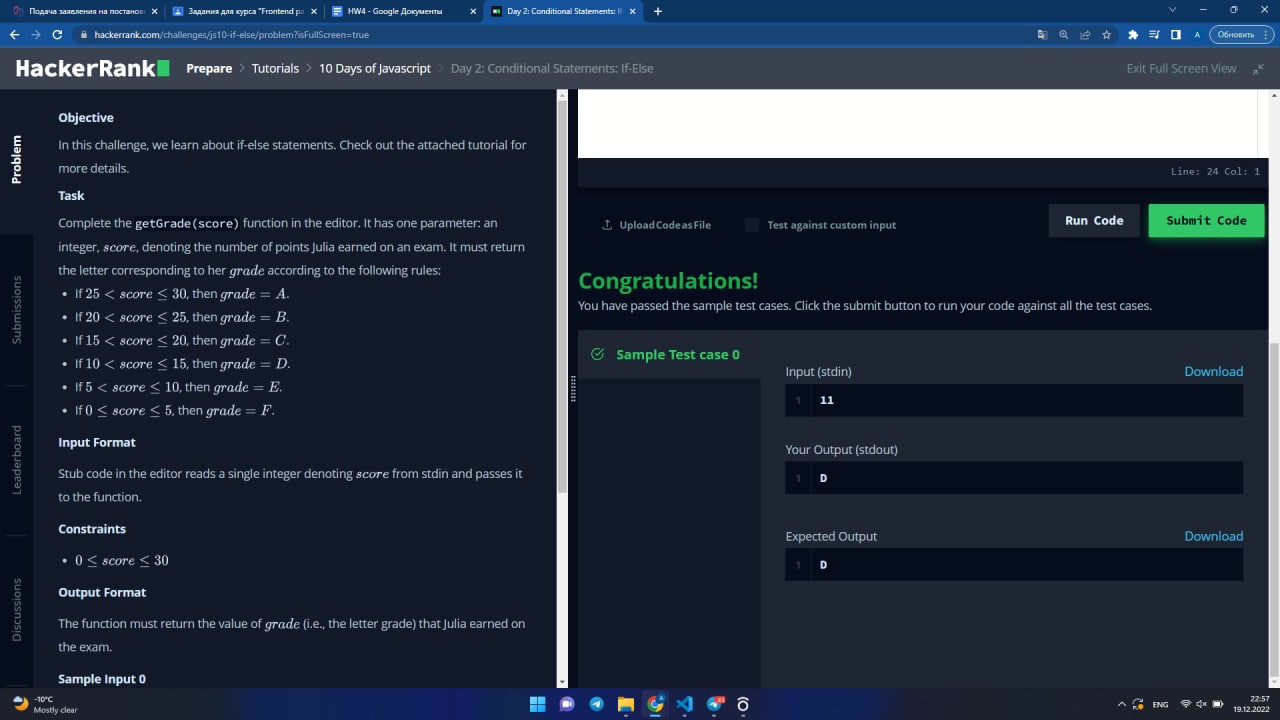 Подача заявления на постанов
Задания для курса "Frontend ра
HW4 - Google Документы
Day 2: Conditional Statements: I
hackerrank.com/challenges/js10-if-else/problem?isFullScreen=true
A
Обновить
HackerRank
Prepare > Tutorials > 10 Days of Javascript > Day 2: Conditional Statements: If-Else
Exit Full Screen View
Problem
Submissions
Leaderboard
Discussions
Objective
In this challenge, we learn about if-else statements. Check out the attached tutorial for
more details.
Task
Complete the getGrade(score) function in the editor. It has one parameter: an
integer, score, denoting the number of points Julia earned on an exam. It must return
the letter corresponding to her grade according to the following rules:
• If 25 < score ≤ 30, then grade = A.
• If 20 < score ≤ 25, then grade = B.
• If 15 < score ≤ 20, then grade = C.
• If 10 < score ≤ 15, then grade = D.
• If 5 < score ≤ 10, then grade = E.
• If 0 ≤ score ≤ 5, then grade = F.
Input Format
Stub code in the editor reads a single integer denoting score from stdin and passes it
to the function.
Constraints
• 0 ≤ score ≤ 30
Output Format
The function must return the value of grade (i.e., the letter grade) that Julia earned on
the exam.
Sample Input 0
Line: 24 Col: 1
Upload Code as File
Test against custom input
Run Code
Submit Code
Congratulations!
You have passed the sample test cases. Click the submit button to run your code against all the test cases.
Sample Test case 0
Input (stdin)
Download
1 11
Your Output (stdout)
1 D
Expected Output
Download
1 D
-10°C
Mostly clear
ENG
22:57
19.12.2022